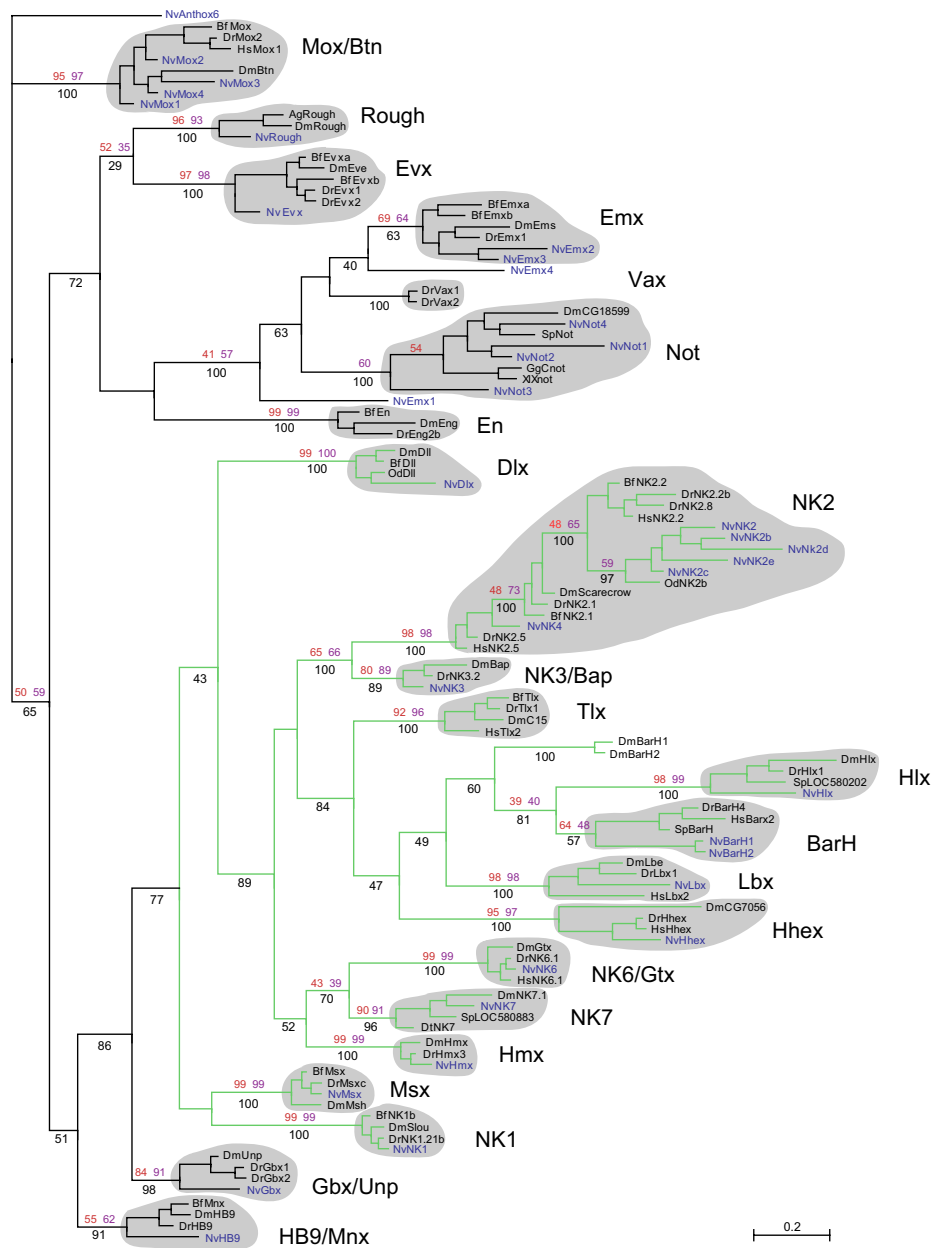 NvAnthox6
BfMox
DrMox2
HsMox1
Mox/Btn
NvMox2
DmBtn
95 97
NvMox3
100
NvMox4
NvMox1
AgRough
Rough
96 93
DmRough
100
NvRough
52 35
29
BfEvxa
Evx
DmEve
97 98
BfEvxb
100
DrEvx1
DrEvx2
NvEvx
BfEmxa
69 64
BfEmxb
Emx
63
DmEms
DrEmx1
NvEmx2
40
NvEmx3
NvEmx4
72
Vax
DrVax1
100
DrVax2
DmCG18599
63
NvNot4
SpNot
54
NvNot1
Not
41 57
NvNot2
100
60
GgCnot
100
XlXnot
NvNot3
NvEmx1
99 99
BfEn
100
DmEng
En
DrEng2b
99 100
DmDll
100
BfDll
Dlx
OdDll
NvDlx
BfNK2.2
DrNK2.2b
NK2
DrNK2.8
HsNK2.2
48 65
NvNK2
100
NvNK2b
NvNk2d
59
NvNK2e
97
NvNK2c
OdNK2b
48 73
DmScarecrow
100
DrNK2.1
BfNK2.1
NvNK4
98 98
DrNK2.5
100
HsNK2.5
65 66
100
DmBap
80 89
DrNK3.2
NK3/Bap
89
NvNK3
43
50 59
65
BfTlx
92 96
DrTlx1
Tlx
100
DmC15
HsTlx2
DmBarH1
100
DmBarH2
DmHlx
98 99
DrHlx1
Hlx
100
SpLOC580202
NvHlx
60
84
39 40
81
DrBarH4
HsBarx2
64 48
SpBarH
57
NvBarH1
BarH
NvBarH2
49
DmLbe
DrLbx1
98 98
NvLbx
Lbx
100
HsLbx2
47
89
95 97
DmCG7056
100
DrHhex
HsHhex
Hhex
NvHhex
77
DmGtx
99 99
DrNK6.1
100
NvNK6
NK6/Gtx
HsNK6.1
43 39
70
DmNK7.1
90 91
NvNK7
96
SpLOC580883
NK7
DtNK7
52
99 99
DmHmx
100
DrHmx3
Hmx
NvHmx
86
BfMsx
99 99
DrMsxc
Msx
100
NvMsx
DmMsh
BfNK1b
99 99
DmSlou
100
DrNK1.21b
NK1
NvNK1
51
DmUnp
84 91
DrGbx1
98
DrGbx2
Gbx/Unp
NvGbx
BfMnx
55 62
DmHB9
91
DrHB9
NvHB9
HB9/Mnx
0.2